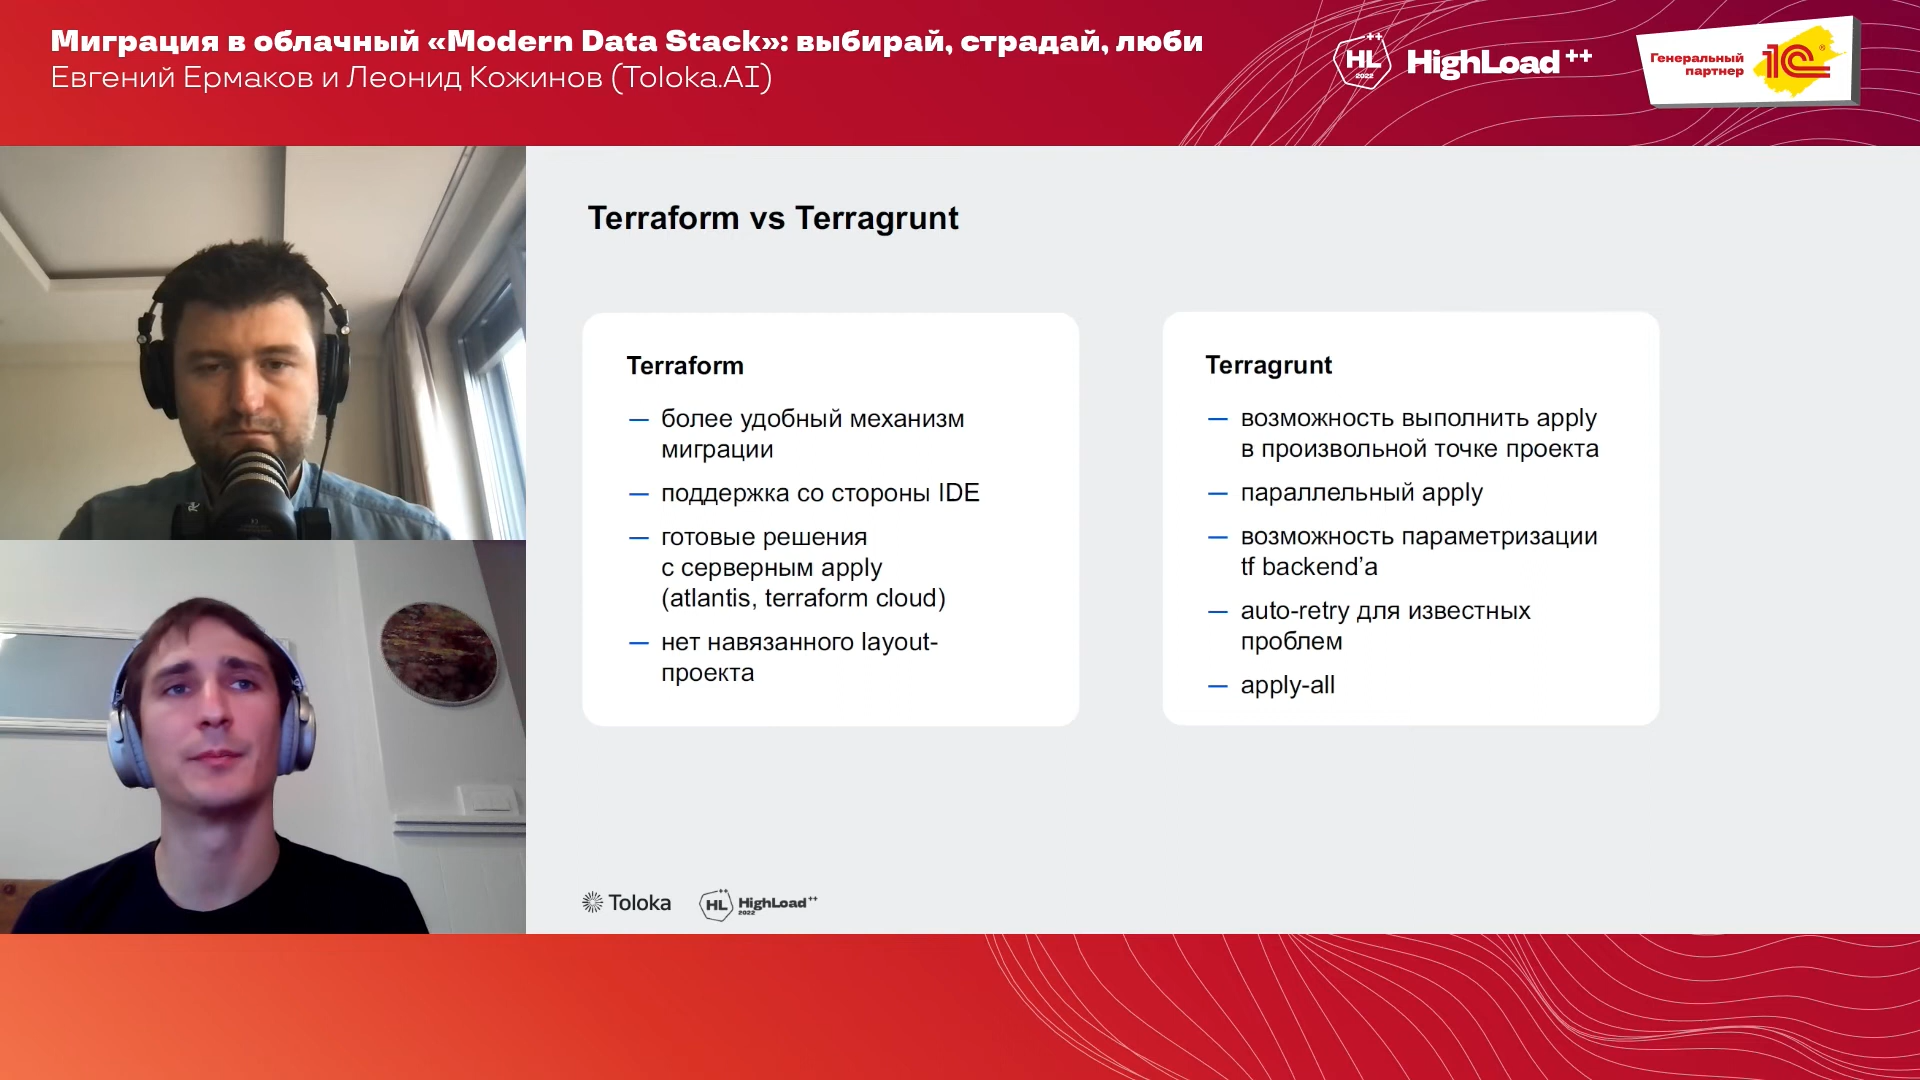 Миграция в облачный «Modern Data Stack»: выбирай, страдай, люби
Евгений Ермаков и Леонид Кожинов (Toloka.AI)
HL++
2022
HighLoad++
Генеральный
партнер
1С
Terraform vs Terragrunt
Terraform
— более удобный механизм
миграции
— поддержка со стороны IDE
— готовые решения
с серверным apply
(atlantis, terraform cloud)
— нет навязанного layout-
проекта
Terragrunt
— возможность выполнить apply
в произвольной точке проекта
— параллельный apply
— возможность параметризации
tf backend’а
— auto-retry для известных
проблем
— apply-all
Toloka
HL++
HighLoad++
2022